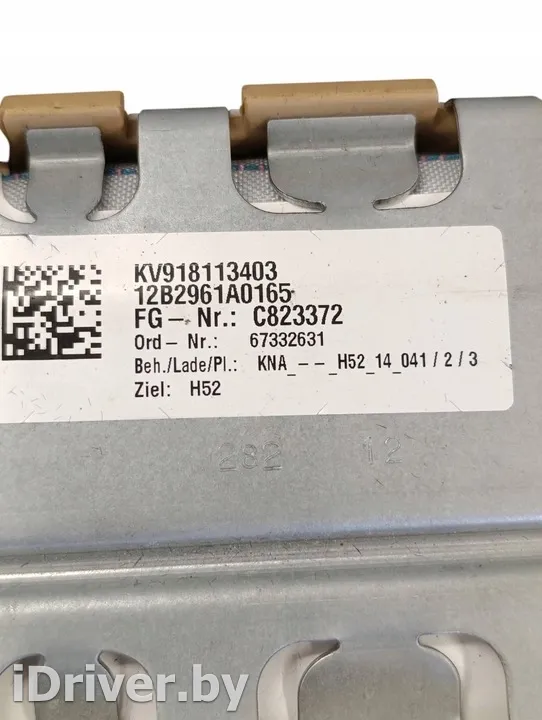 KV918113403
12B2961A0165
FG – Nr.: C823372
Ord – Nr.: 67332631
Beh./Lade/Pl.: KNA_ – – _H52_14_041 / 2 / 3
Ziel: H52
282 12
iDriver.by